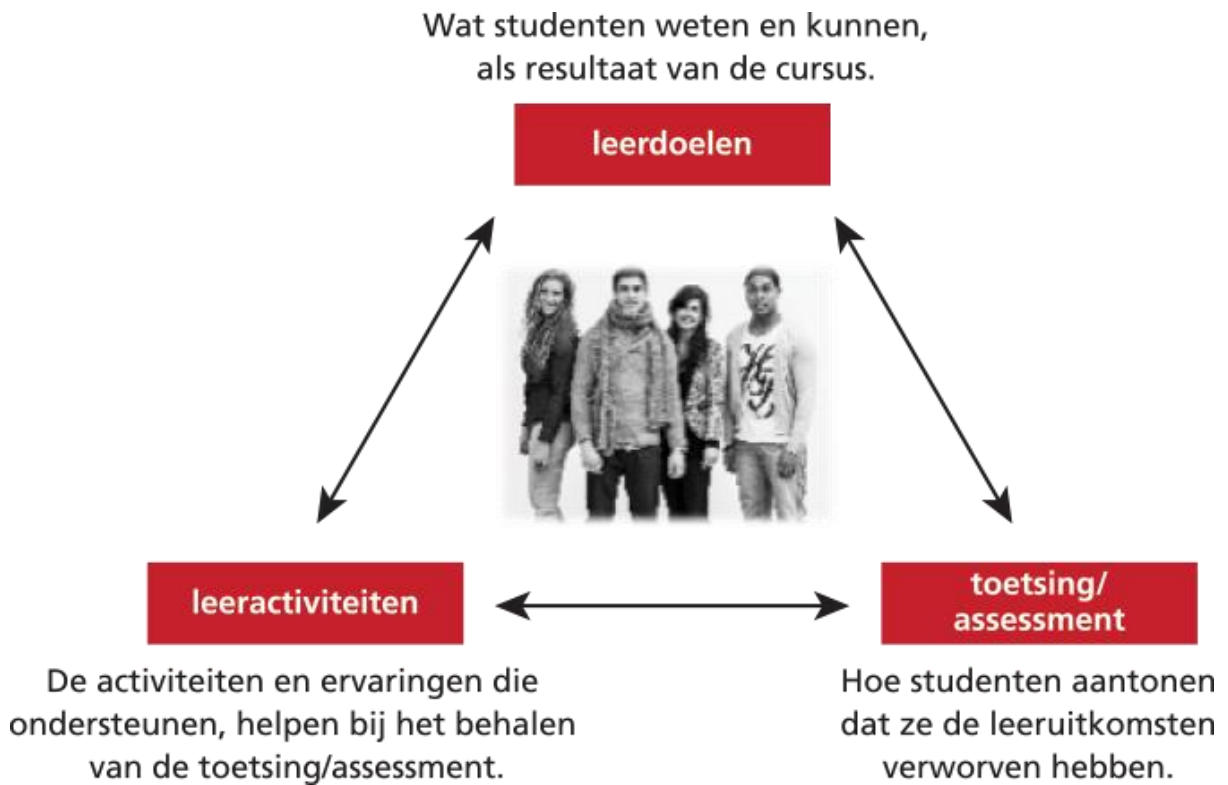 Wat studenten weten en kunnen,
als resultaat van de cursus.
leerdoelen
leeractiviteiten
De activiteiten en ervaringen die
ondersteunen, helpen bij het behalen
van de toetsing/assessment.
toetsing/
assessment
Hoe studenten aantonen
dat ze de leeruitkomsten
verworven hebben.